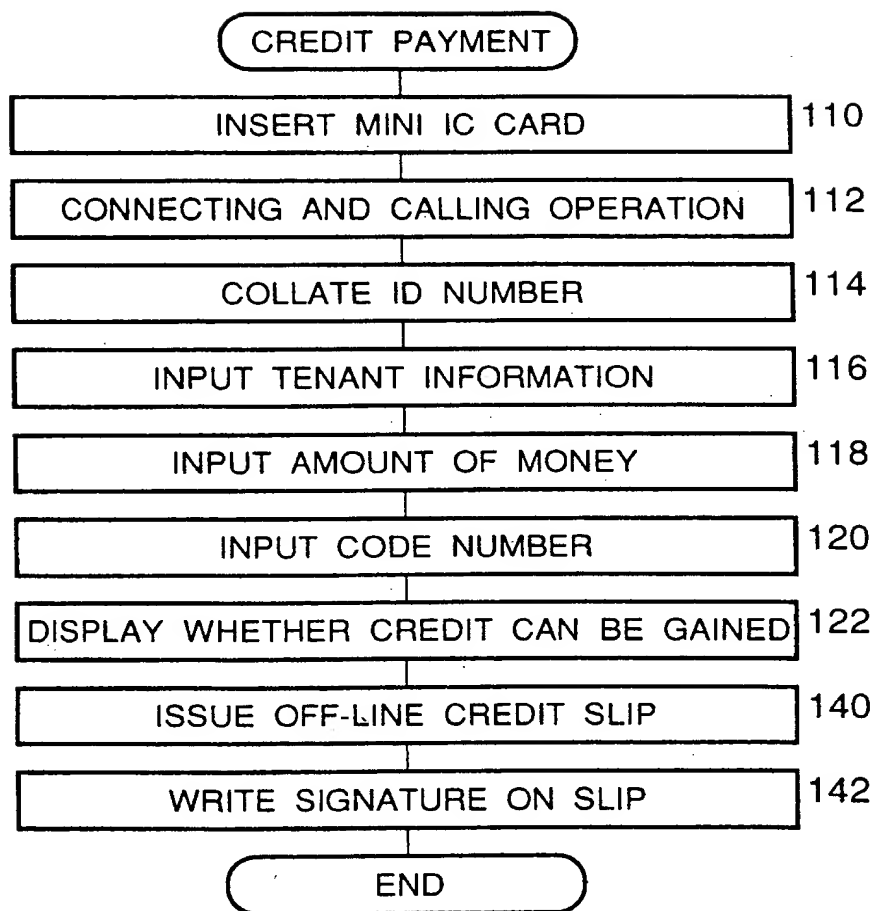 CREDIT PAYMENT
INSERT MINI IC CARD 110
CONNECTING AND CALLING OPERATION 112
COLLATE ID NUMBER 114
INPUT TENANT INFORMATION 116
INPUT AMOUNT OF MONEY 118
INPUT CODE NUMBER 120
DISPLAY WHETHER CREDIT CAN BE GAINED 122
ISSUE OFF-LINE CREDIT SLIP 140
WRITE SIGNATURE ON SLIP 142
END